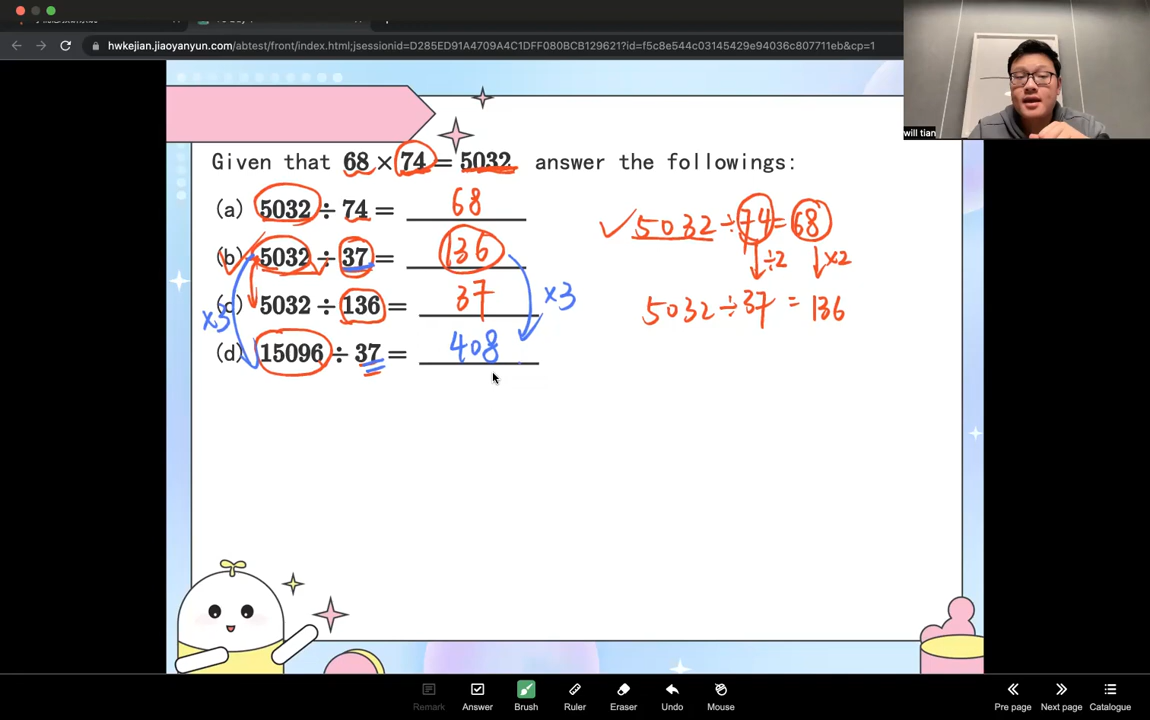 hwkejian.jiaoyanyun.com/abtest/front/index.html;jsessionid=D285ED91A4709A4C1DFF080BCB129621?id=f5c8e544c03145429e94036c807711eb&cp=1
will tian
Given that 68 × 74 = 5032 answer the followings:
(a) 5032 ÷ 74 = 68
(b) 5032 ÷ 37 = 136
(c) 5032 ÷ 136 = 37
(d) 15096 ÷ 37 = 408
×3
×3
5032 ÷ 74 = 68
÷2 ×2
5032 ÷ 37 = 136
Remark Answer Brush Ruler Eraser Undo Mouse Pre page Next page Catalogue